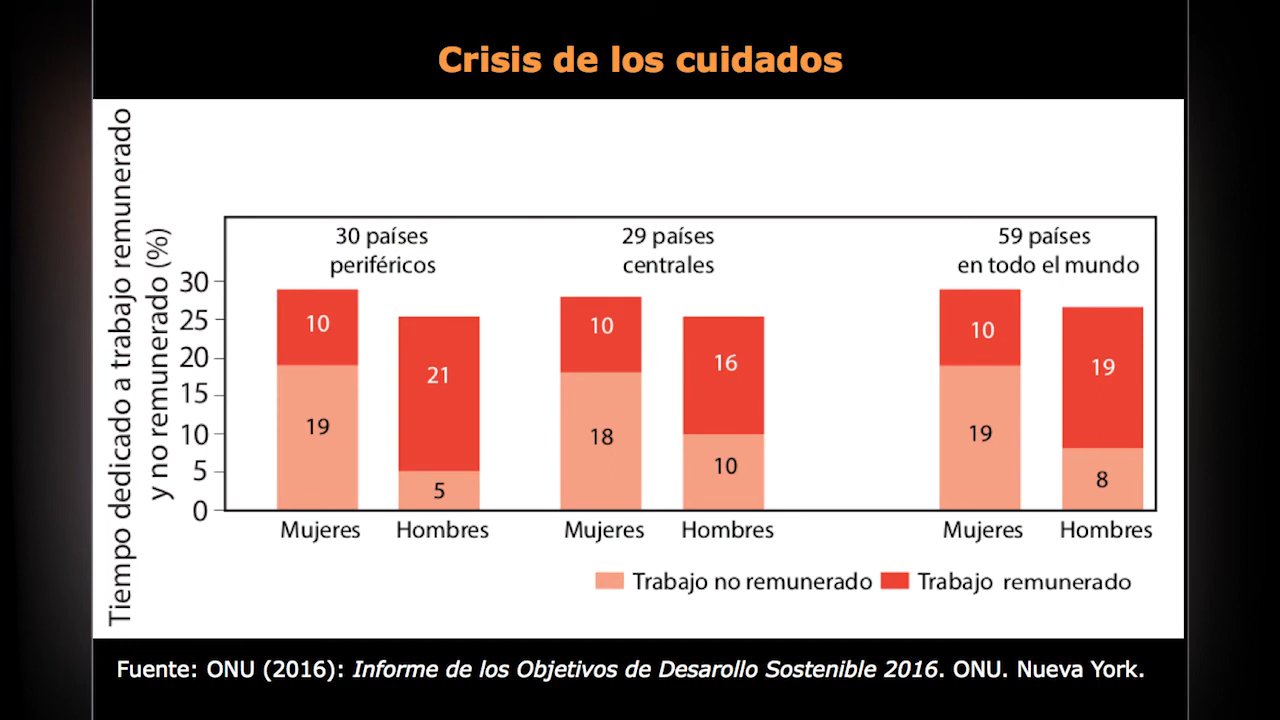 Crisis de los cuidados
Tiempo dedicado a trabajo remunerado
y no remunerado (%)
30 países
periféricos
29 países
centrales
59 países
en todo el mundo
30
25
20
15
10
5
0
10
19
21
5
10
18
16
10
10
19
19
8
Mujeres
Hombres
Mujeres
Hombres
Mujeres
Hombres
Trabajo no remunerado
Trabajo remunerado
Fuente: ONU (2016): Informe de los Objetivos de Desarollo Sostenible 2016. ONU. Nueva York.